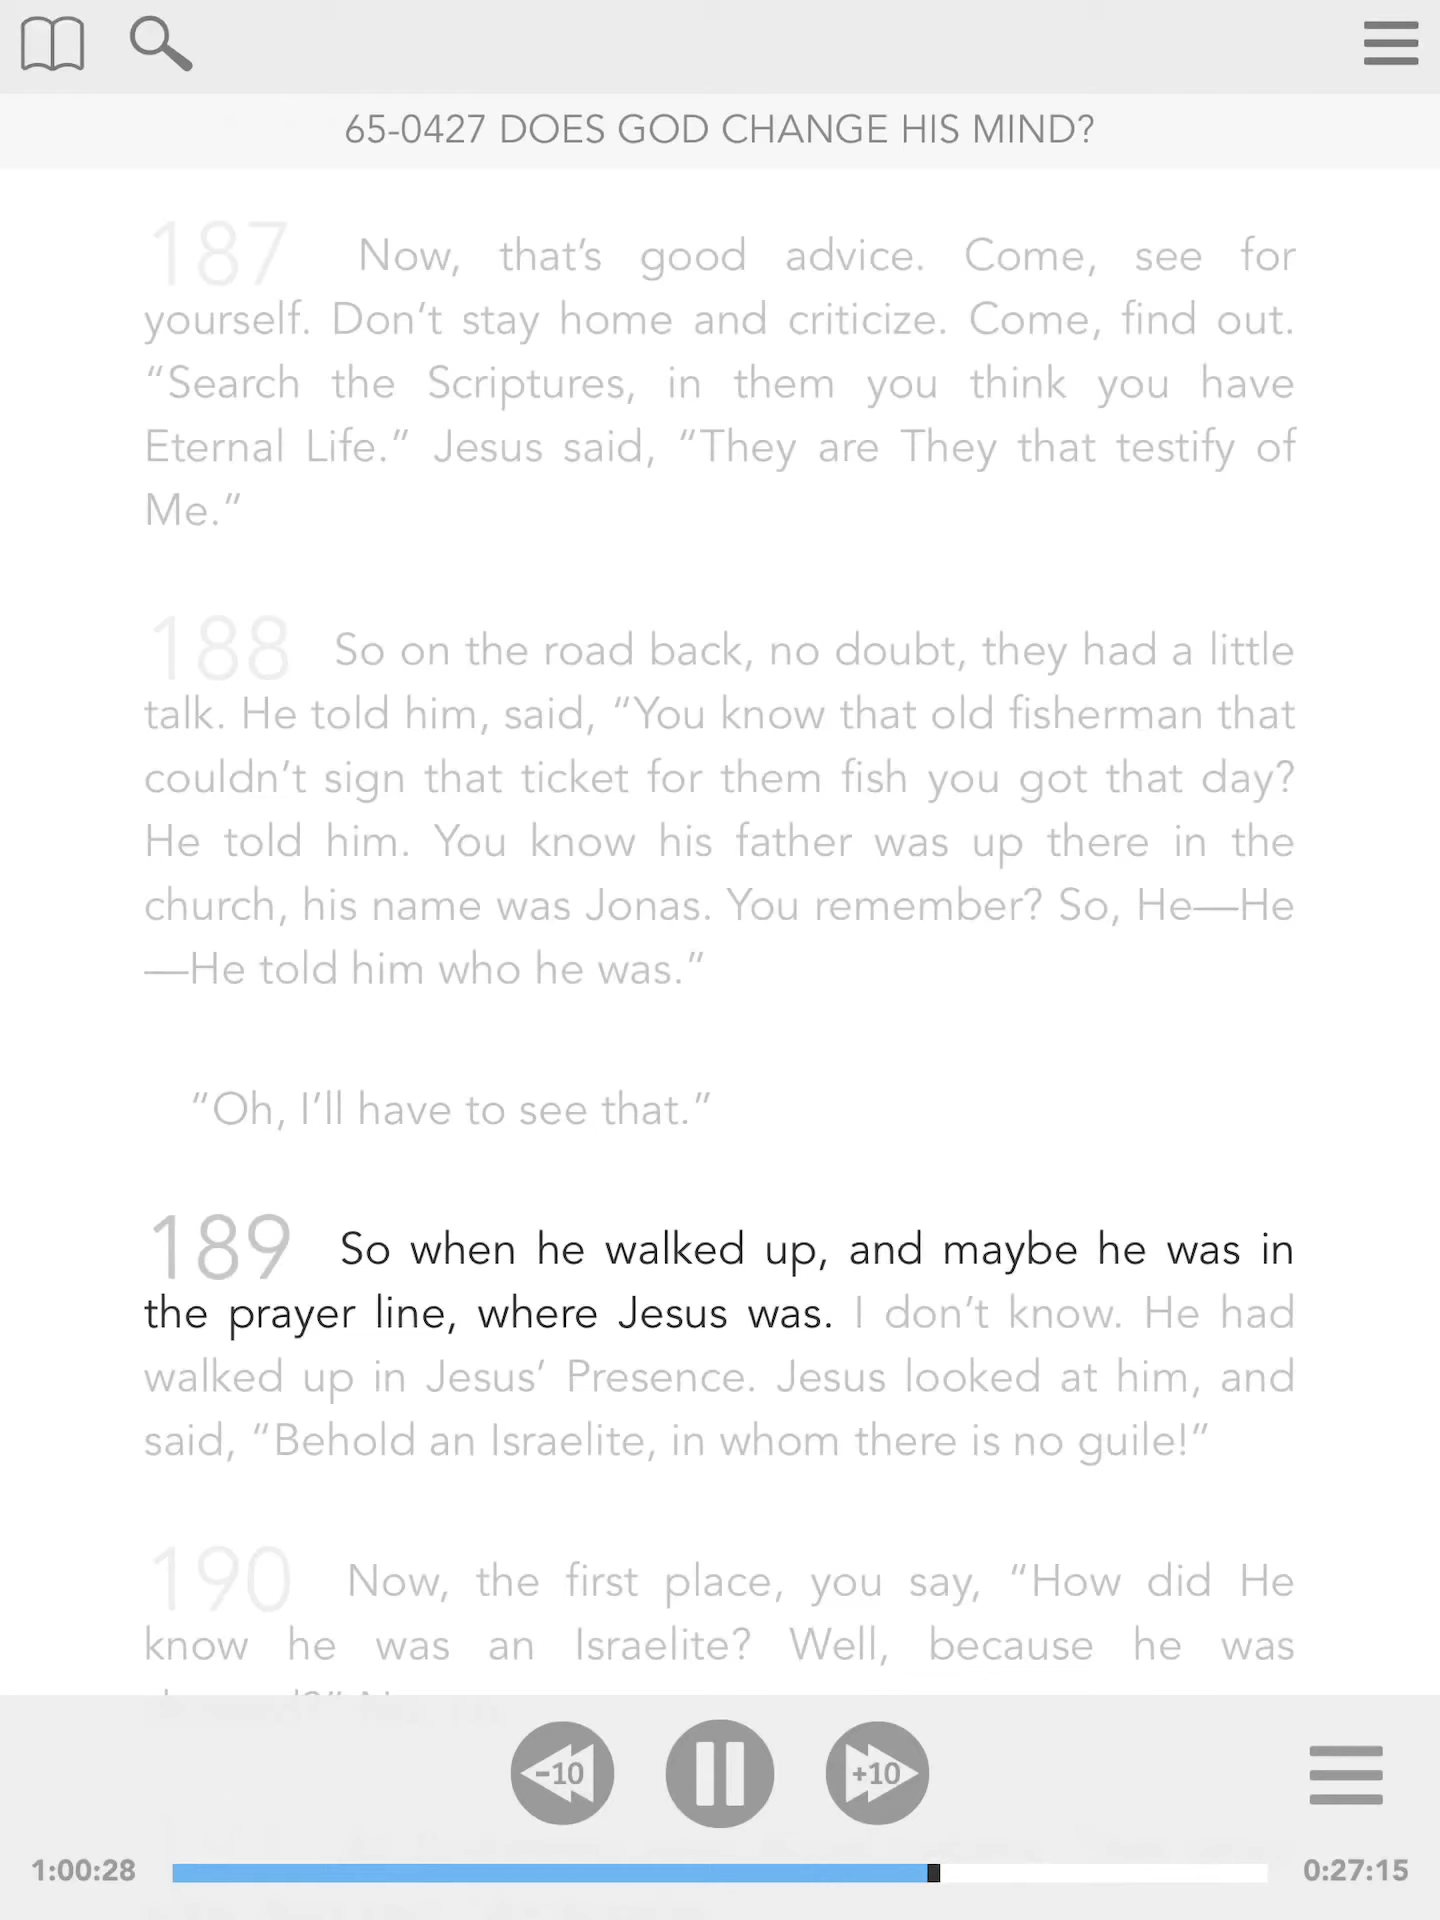 65-0427 DOES GOD CHANGE HIS MIND?
187 Now, that’s good advice. Come, see for
yourself. Don’t stay home and criticize. Come, find out.
“Search the Scriptures, in them you think you have
Eternal Life.” Jesus said, “They are They that testify of
Me.”
188 So on the road back, no doubt, they had a little
talk. He told him, said, “You know that old fisherman that
couldn’t sign that ticket for them fish you got that day?
He told him. You know his father was up there in the
church, his name was Jonas. You remember? So, He—He
—He told him who he was.”
“Oh, I’ll have to see that.”
189 So when he walked up, and maybe he was in
the prayer line, where Jesus was. I don’t know. He had
walked up in Jesus’ Presence. Jesus looked at him, and
said, “Behold an Israelite, in whom there is no guile!”
190 Now, the first place, you say, “How did He
know he was an Israelite? Well, because he was
-10 +10
1:00:28 0:27:15